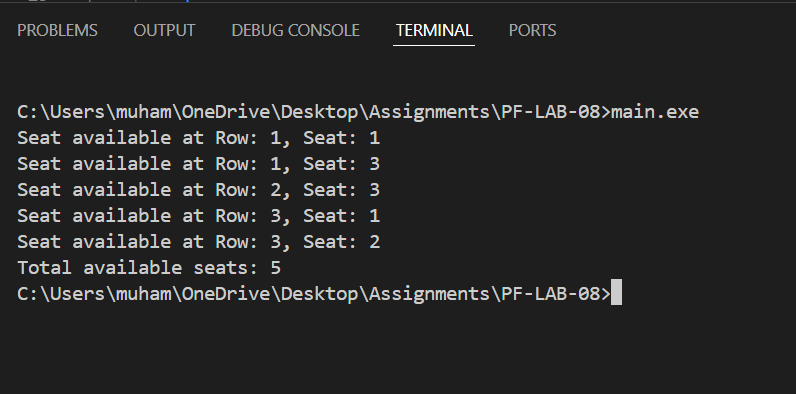 PROBLEMS OUTPUT DEBUG CONSOLE TERMINAL PORTS
C:\Users\muham\OneDrive\Desktop\Assignments\PF-LAB-08>main.exe
Seat available at Row: 1, Seat: 1
Seat available at Row: 1, Seat: 3
Seat available at Row: 2, Seat: 3
Seat available at Row: 3, Seat: 1
Seat available at Row: 3, Seat: 2
Total available seats: 5
C:\Users\muham\OneDrive\Desktop\Assignments\PF-LAB-08>